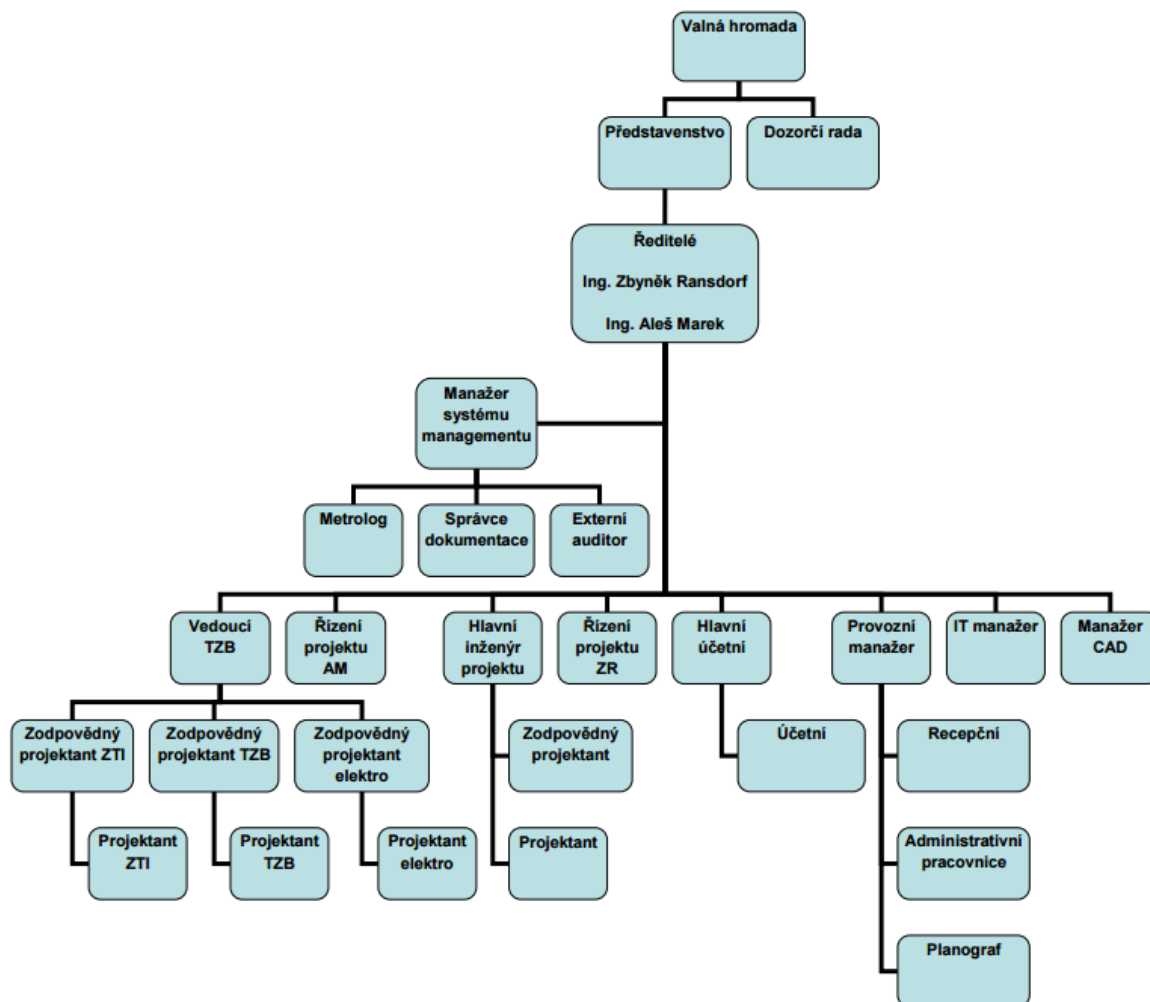 Valná hromada
Představenstvo
Dozorčí rada
Ředitelé
Ing. Zbyněk Ransdorf
Ing. Aleš Marek
Manažer
systému
managementu
Metrolog
Správce
dokumentace
Externí
auditor
Vedoucí
TZB
Řízení
projektu
AM
Hlavní
inženýr
projektu
Řízení
projektu
ZR
Hlavní
účetní
Provozní
manažer
IT manažer
Manažer
CAD
Zodpovědný
projektant ZTI
Zodpovědný
projektant TZB
Zodpovědný
projektant
elektro
Zodpovědný
projektant
Účetní
Recepční
Projektant
ZTI
Projektant
TZB
Projektant
elektro
Projektant
Administrativní
pracovnice
Planograf